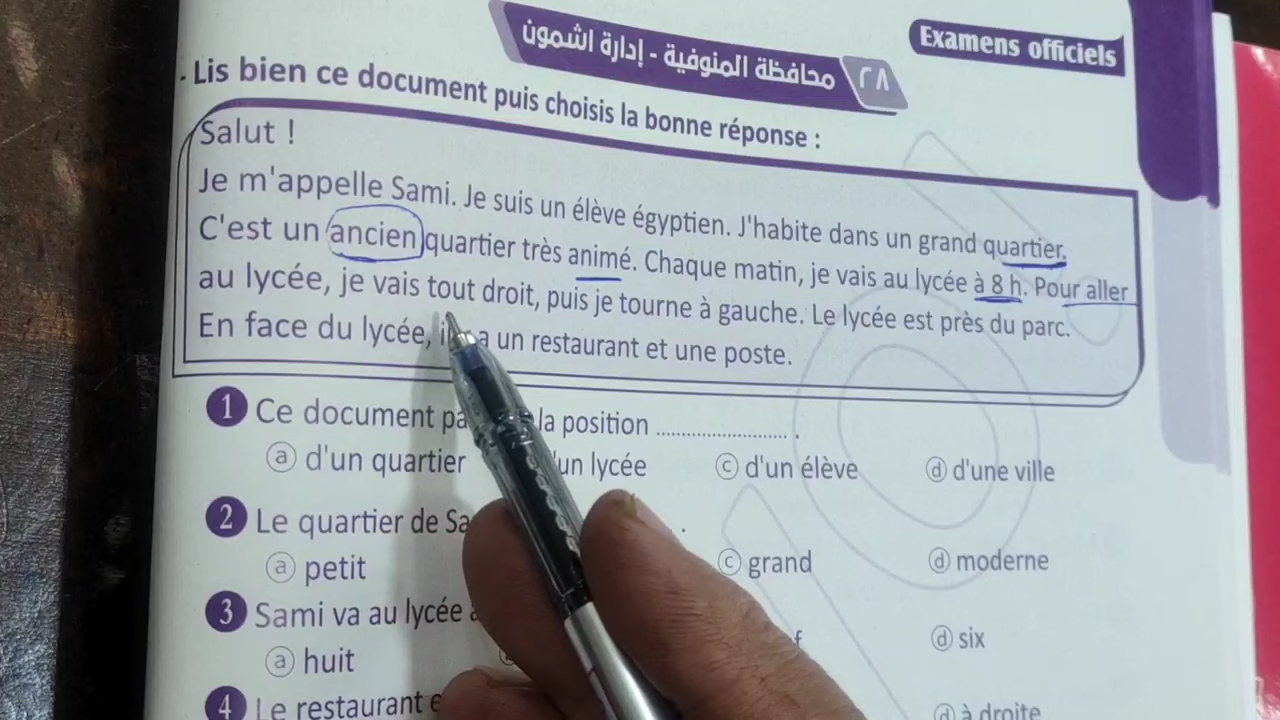 Examens officiels
٢٨ محافظة المنوفية - إدارة اشمون
- Lis bien ce document puis choisis la bonne réponse :
Salut !
Je m'appelle Sami. Je suis un élève égyptien. J'habite dans un grand quartier.
C'est un ancien quartier très animé. Chaque matin, je vais au lycée à 8 h. Pour aller
au lycée, je vais tout droit, puis je tourne à gauche. Le lycée est près du parc.
En face du lycée, a un restaurant et une poste.
1 Ce document la position .......................... .
a d'un quartier un lycée c d'un élève d d'une ville
2 Le quartier de .
a petit c grand d moderne
3 Sami va au lycée
a huit d six
4 Le restaurant
d à droite